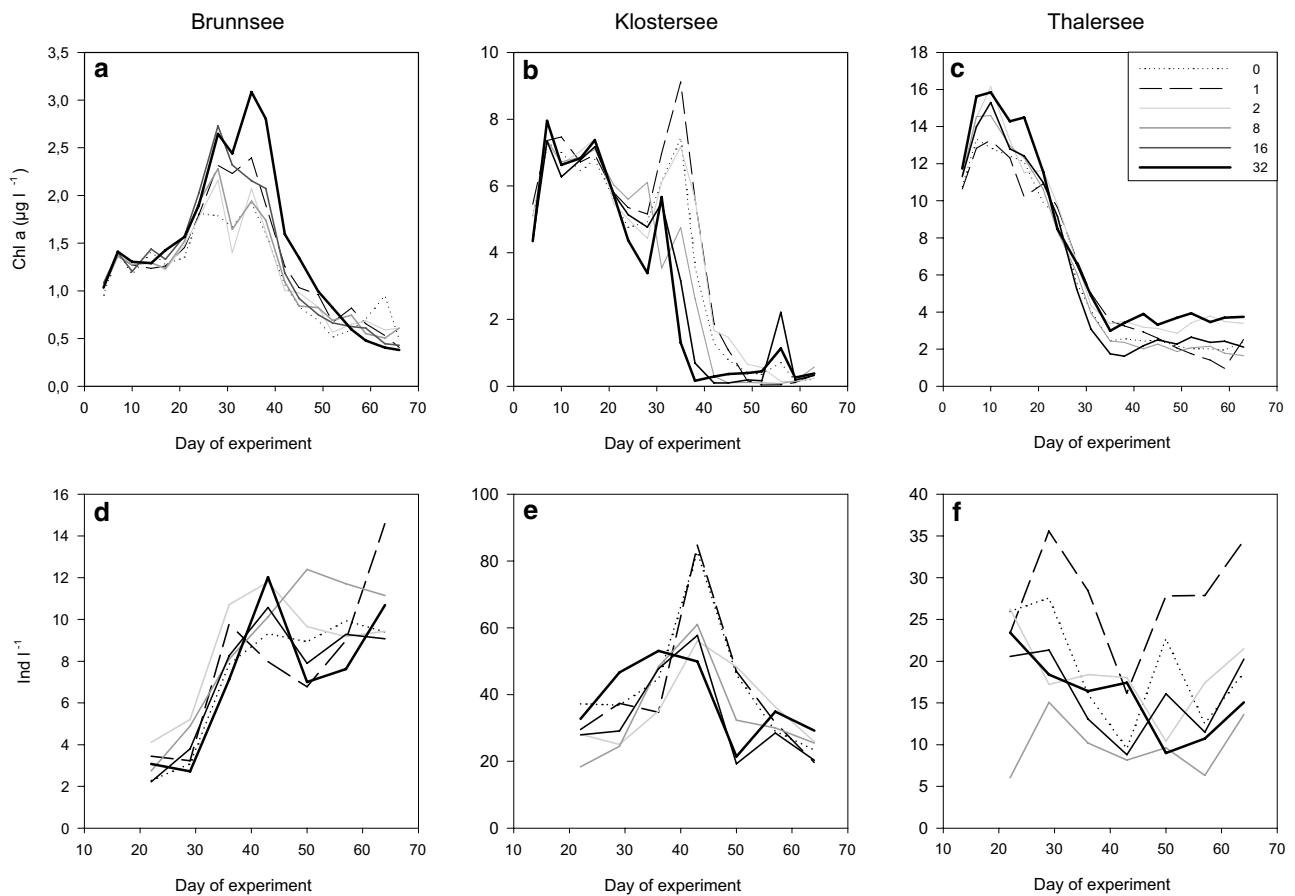 Brunnsee Klostersee Thalersee
a b c
Chl a (µg l⁻¹)
3,5 3,0 2,5 2,0 1,5 1,0 0,5 0,0
0 10 20 30 40 50 60 70
Day of experiment
10 8 6 4 2 0
0 10 20 30 40 50 60 70
Day of experiment
18 16 14 12 10 8 6 4 2 0
0 10 20 30 40 50 60 70
Day of experiment
0
1
2
8
16
32
d e f
Ind l⁻¹
16 14 12 10 8 6 4 2 0
10 20 30 40 50 60 70
Day of experiment
100 80 60 40 20 0
10 20 30 40 50 60 70
Day of experiment
40 35 30 25 20 15 10 5 0
10 20 30 40 50 60 70
Day of experiment